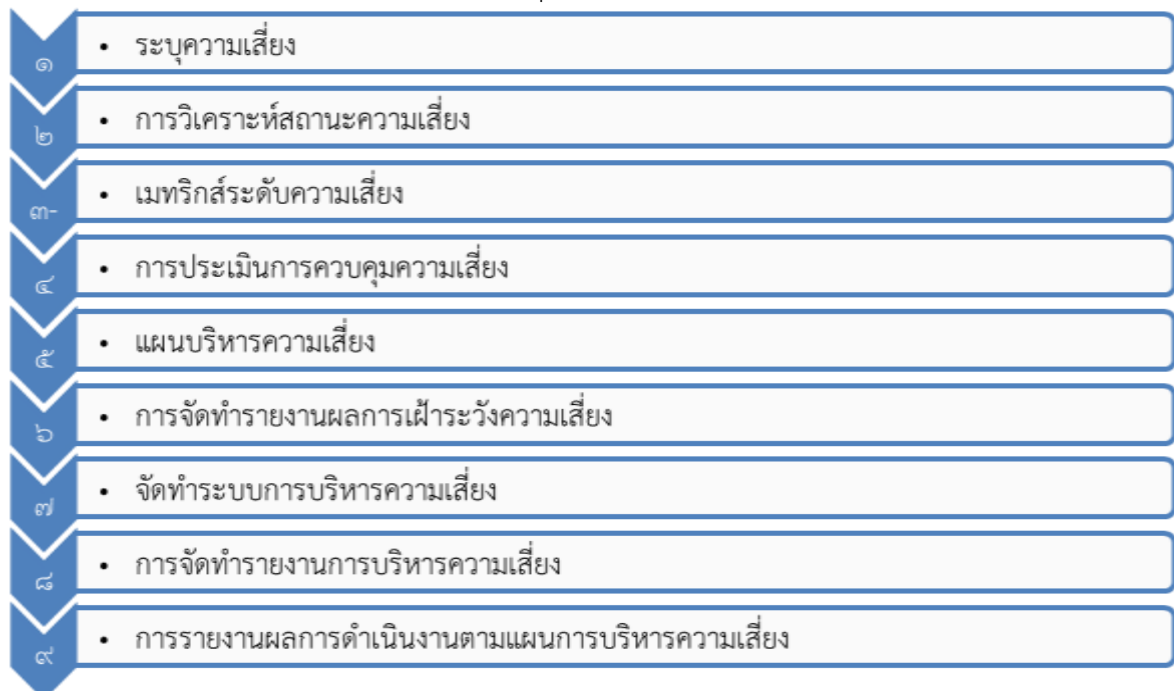 ๑
• ระบุความเสี่ยง
๒
• การวิเคราะห์สถานะความเสี่ยง
๓-
• เมทริกส์ระดับความเสี่ยง
๔
• การประเมินการควบคุมความเสี่ยง
๕
• แผนบริหารความเสี่ยง
๖
• การจัดทำรายงานผลการเฝ้าระวังความเสี่ยง
๗
• จัดทำระบบการบริหารความเสี่ยง
๘
• การจัดทำรายงานการบริหารความเสี่ยง
๙
• การรายงานผลการดำเนินงานตามแผนการบริหารความเสี่ยง